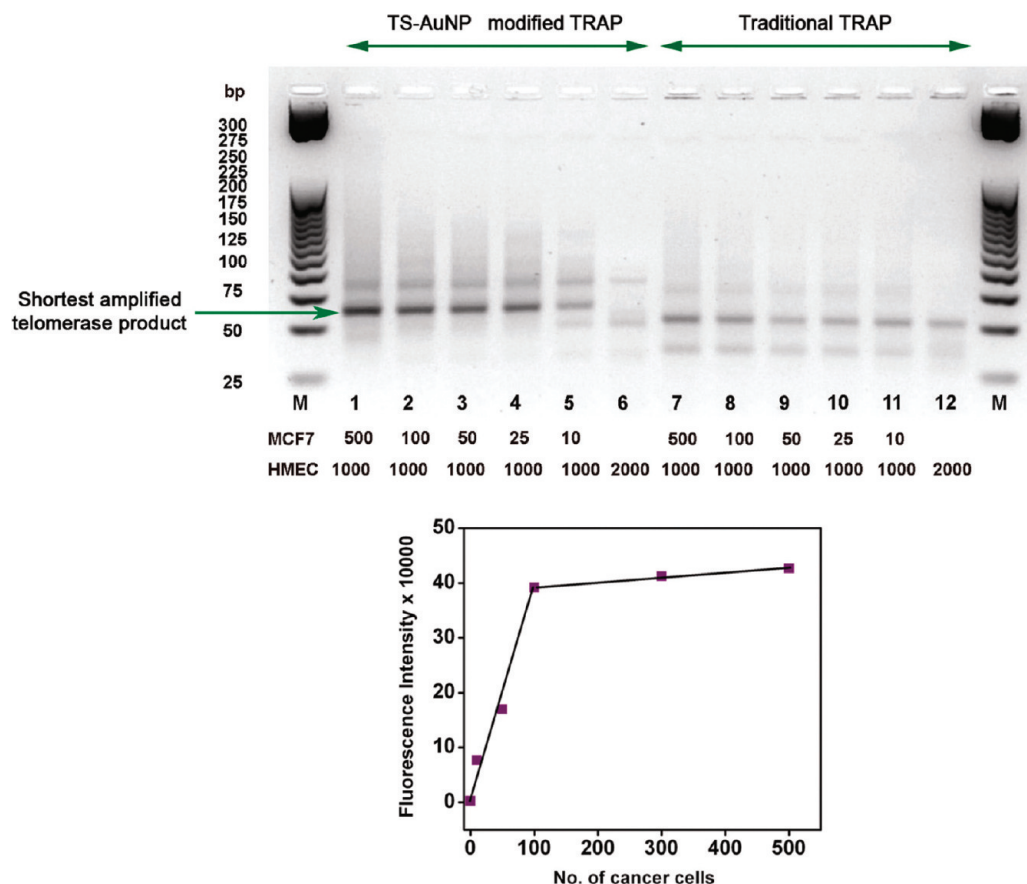 TS-AuNP modified TRAP Traditional TRAP
bp
300
275
250
225
200
175
150
125
100
75
Shortest amplified
telomerase product
50
25
M 1 2 3 4 5 6 7 8 9 10 11 12 M
MCF7 500 100 50 25 10 500 100 50 25 10
HMEC 1000 1000 1000 1000 1000 2000 1000 1000 1000 1000 1000 2000
50
40
30
20
10
0
Fluorescence Intensity x 10000
0 100 200 300 400 500
No. of cancer cells